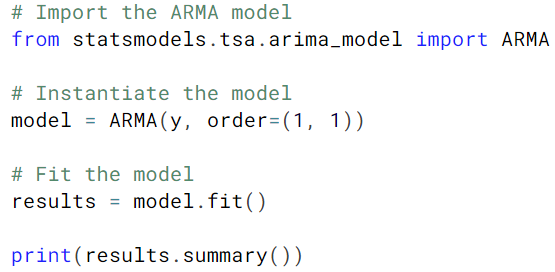 # Import the ARMA model
from statsmodels.tsa.arima_model import ARMA
# Instantiate the model
model = ARMA(y, order=(1, 1))
# Fit the model
results = model.fit()
print(results.summary())